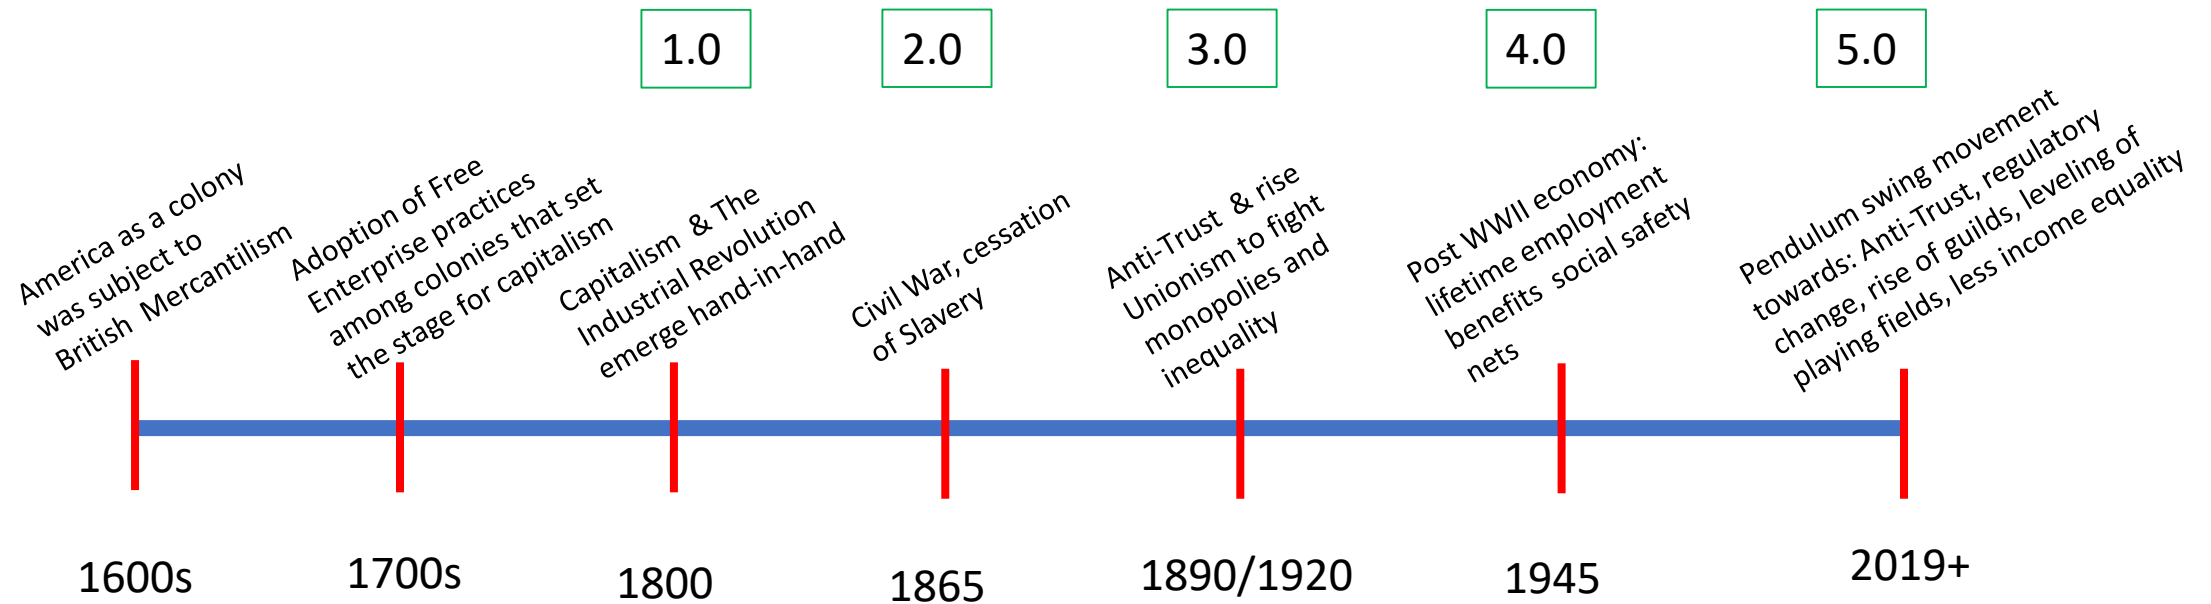 1.0
2.0
3.0
4.0
5.0
America as a colony
was subject to
British Mercantilism
Adoption of Free
Enterprise practices
among colonies that set
the stage for capitalism
Capitalism & The
Industrial Revolution
emerge hand-in-hand
Civil War, cessation
of Slavery
Anti-Trust & rise
Unionism to fight
monopolies and
inequality
Post WWII economy:
lifetime employment
benefits social safety
nets
Pendulum swing movement
towards: Anti-Trust, regulatory
change, rise of guilds, leveling of
playing fields, less income equality
1600s
1700s
1800
1865
1890/1920
1945
2019+